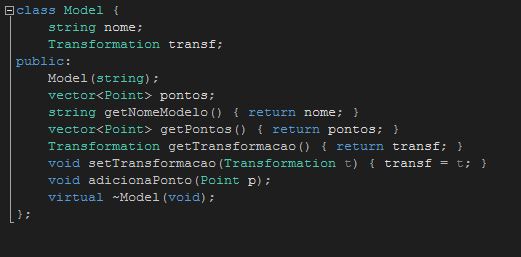 class Model {
    string nome;
    Transformation transf;
public:
    Model(string);
    vector<Point> pontos;
    string getNomeModelo() { return nome; }
    vector<Point> getPontos() { return pontos; }
    Transformation getTransformacao() { return transf; }
    void setTransformacao(Transformation t) { transf = t; }
    void adicionaPonto(Point p);
    virtual ~Model(void);
};